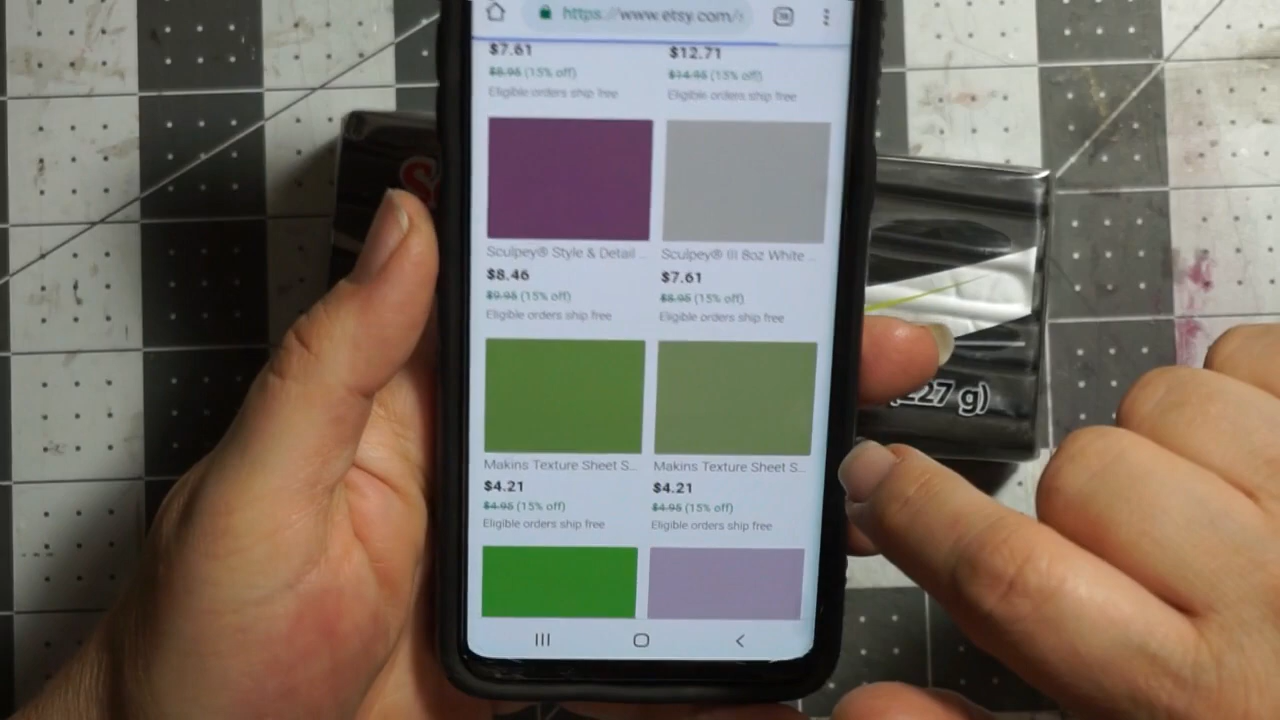 https://www.etsy.com/
$7.61
$12.71
$8.95 (15% off)
$14.95 (15% off)
Eligible orders ship free
Eligible orders ship free
Sculpey® Style & Detail ...
Sculpey® III 8oz White ...
$8.46
$7.61
$9.95 (15% off)
$8.95 (15% off)
Eligible orders ship free
Eligible orders ship free
Makins Texture Sheet S...
Makins Texture Sheet S...
$4.21
$4.21
$4.95 (15% off)
$4.95 (15% off)
Eligible orders ship free
Eligible orders ship free
S
(227 g)